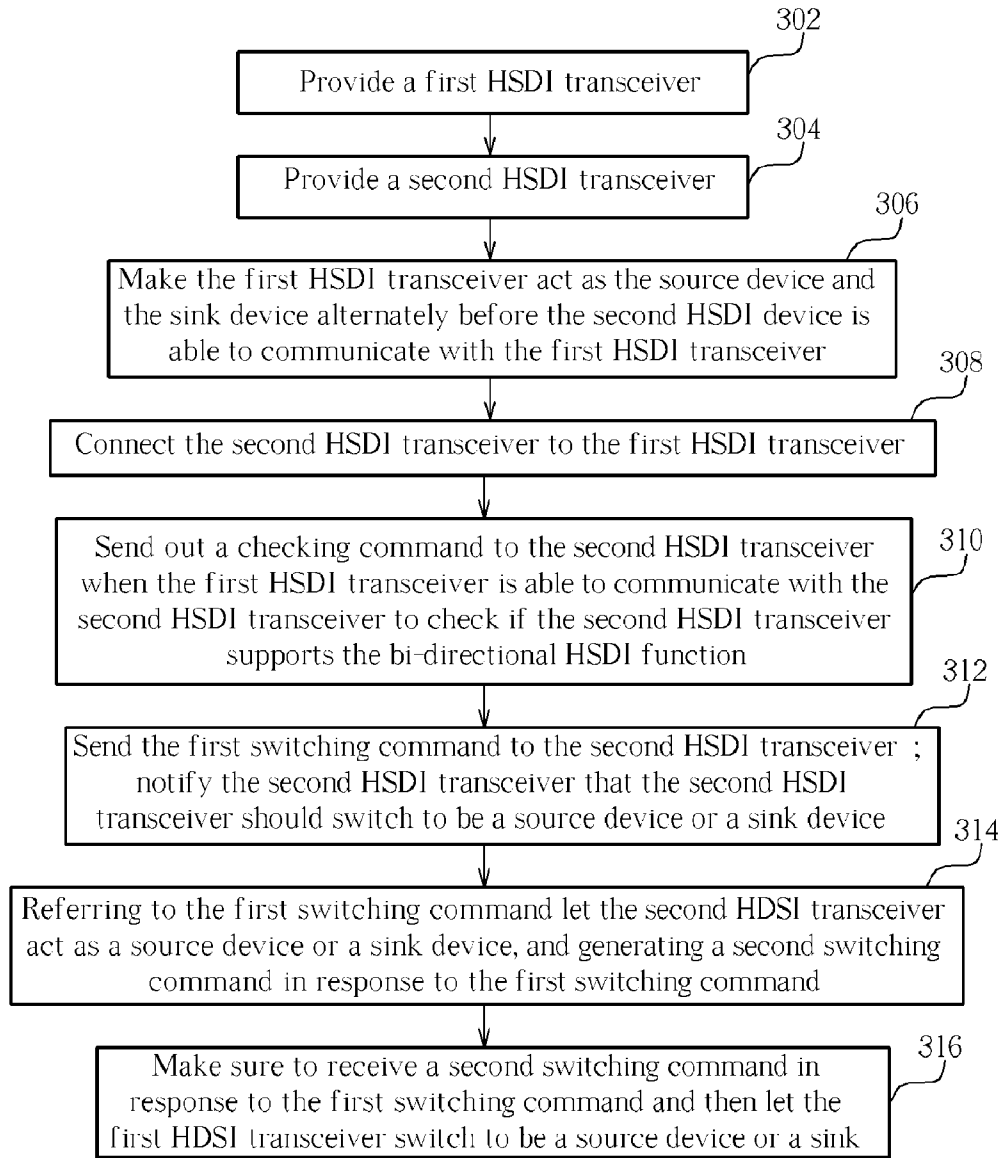 302
Provide a first HSDI transceiver
304
Provide a second HSDI transceiver
306
Make the first HSDI transceiver act as the source device and
the sink device alternately before the second HSDI device is
able to communicate with the first HSDI transceiver
308
Connect the second HSDI transceiver to the first HSDI transceiver
310
Send out a checking command to the second HSDI transceiver
when the first HSDI transceiver is able to communicate with the
second HSDI transceiver to check if the second HSDI transceiver
supports the bi-directional HSDI function
312
Send the first switching command to the second HSDI transceiver ;
notify the second HSDI transceiver that the second HSDI
transceiver should switch to be a source device or a sink device
314
Referring to the first switching command let the second HDSI transceiver
act as a source device or a sink device, and generating a second switching
command in response to the first switching command
316
Make sure to receive a second switching command in
response to the first switching command and then let the
first HDSI transceiver switch to be a source device or a sink